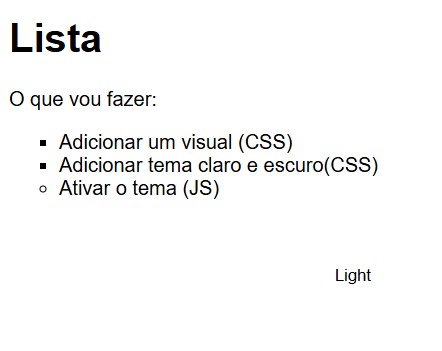 Lista
O que vou fazer:
Adicionar um visual (CSS)
Adicionar tema claro e escuro(CSS)
Ativar o tema (JS)
Light